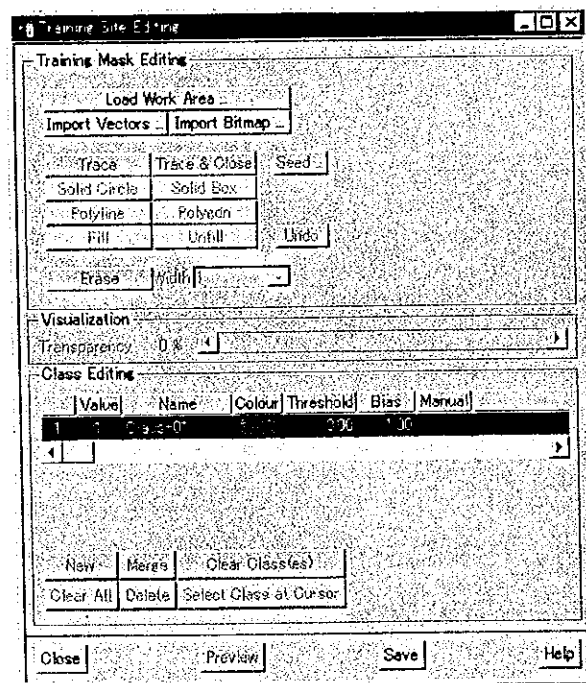 Training Site Editing
Training Mask Editing
Load Work Area ...
Import Vectors ... Import Bitmap ...
Trace Trace & Close Seed ...
Solid Circle Solid Box
Polyline Polygon
Fill Unfill Undo
Erase Width 1
Visualization
Transparency 0 %
Class Editing
Value Name Colour Threshold Bias Manual
1 Class-01 3.00 1.00
New Merge Clear Class(es)
Clear All Delete Select Class at Cursor
Close Preview Save Help